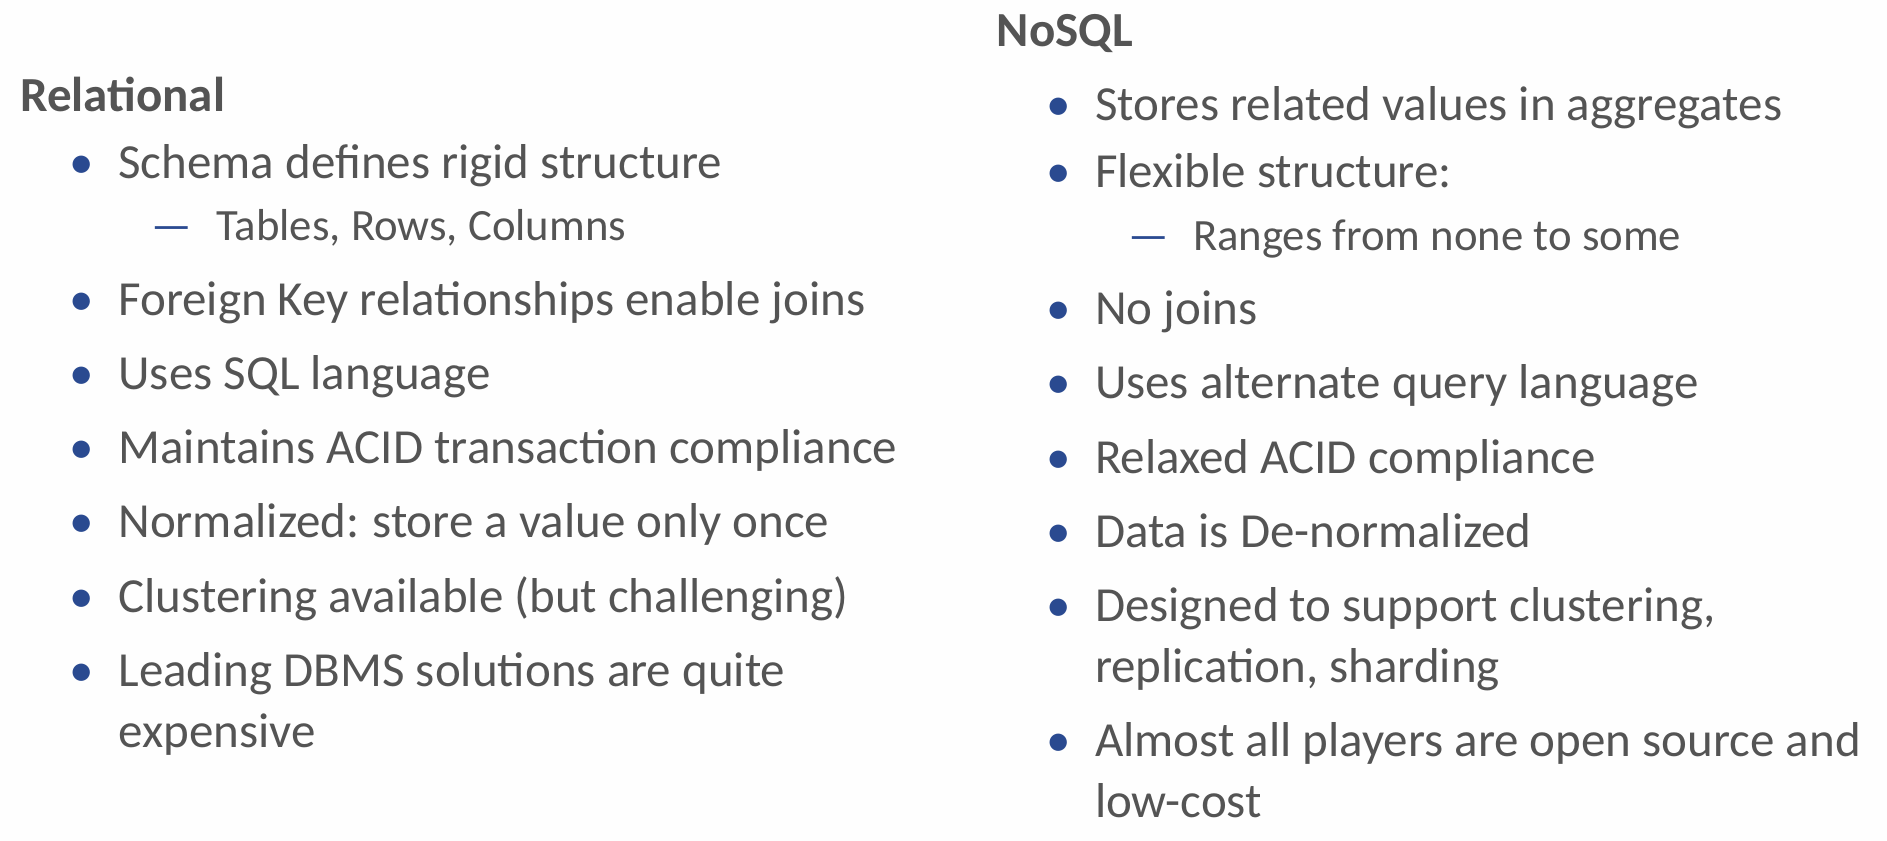 Relational
• Schema defines rigid structure
— Tables, Rows, Columns
• Foreign Key relationships enable joins
• Uses SQL language
• Maintains ACID transaction compliance
• Normalized: store a value only once
• Clustering available (but challenging)
• Leading DBMS solutions are quite
expensive
NoSQL
• Stores related values in aggregates
• Flexible structure:
— Ranges from none to some
• No joins
• Uses alternate query language
• Relaxed ACID compliance
• Data is De-normalized
• Designed to support clustering,
replication, sharding
• Almost all players are open source and
low-cost